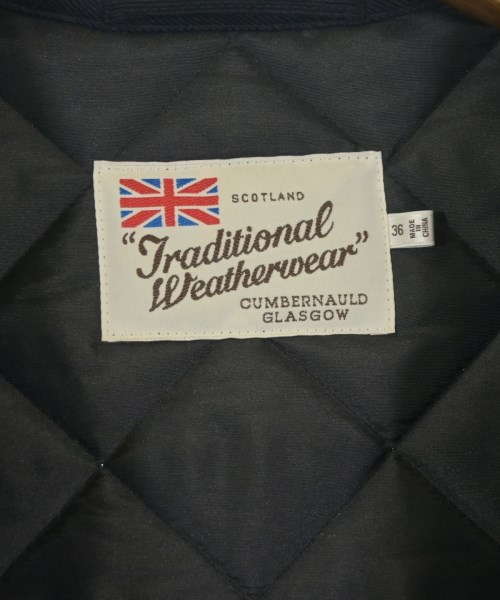 SCOTLAND
"Traditional
Weatherwear"
CUMBERNAULD
GLASGOW
36
MADE
IN
CHINA